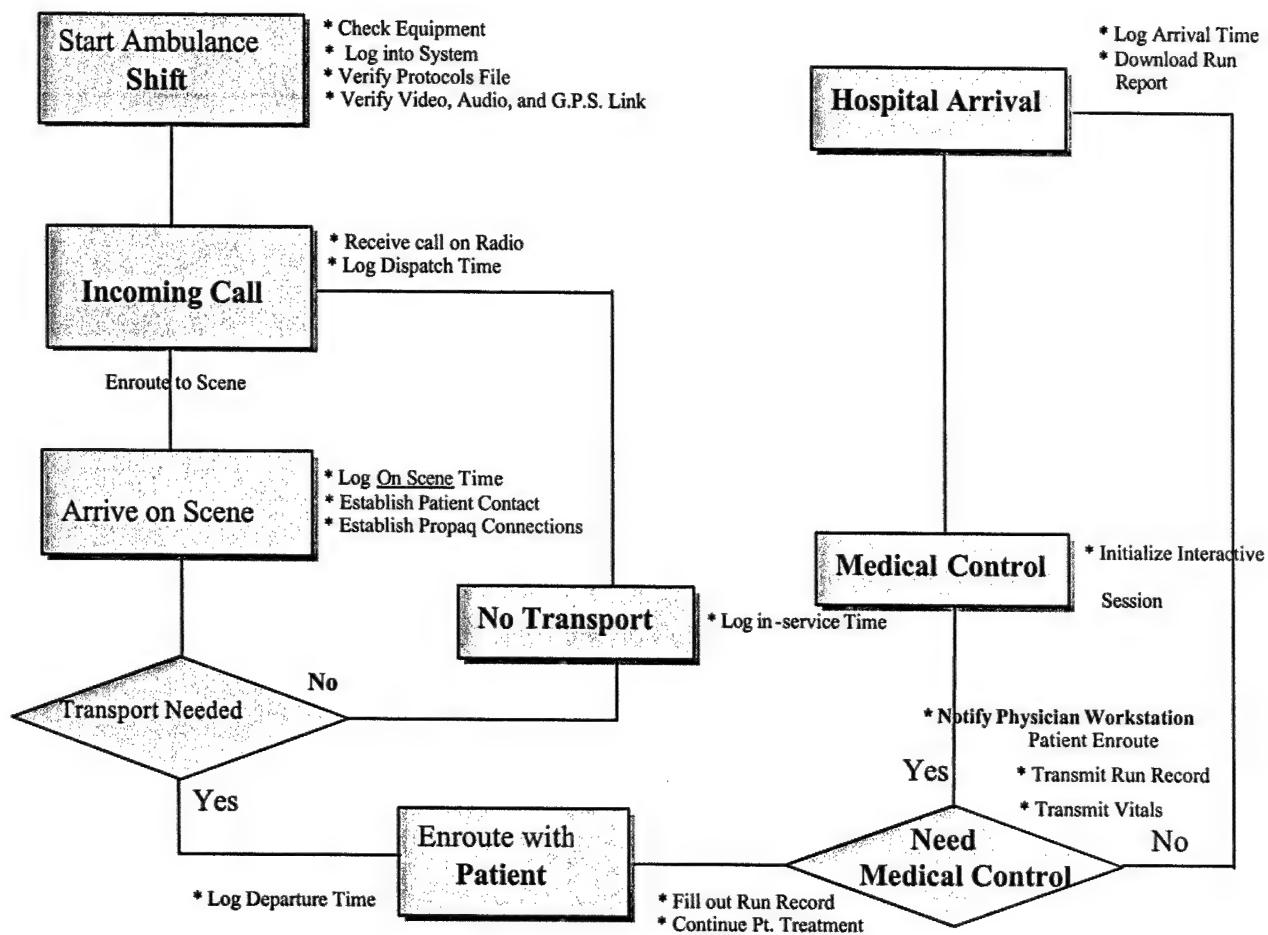 Start Ambulance
Shift
* Check Equipment
* Log into System
* Verify Protocols File
* Verify Video, Audio, and G.P.S. Link
Incoming Call
* Receive call on Radio
* Log Dispatch Time
Enroute to Scene
Arrive on Scene
* Log On Scene Time
* Establish Patient Contact
* Establish Propaq Connections
No Transport
* Log in-service Time
Transport Needed
No
Yes
Enroute with
Patient
* Log Departure Time
* Fill out Run Record
* Continue Pt. Treatment
Need
Medical Control
Yes
No
* Notify Physician Workstation
Patient Enroute
* Transmit Run Record
* Transmit Vitals
Medical Control
* Initialize Interactive
Session
Hospital Arrival
* Log Arrival Time
* Download Run
Report